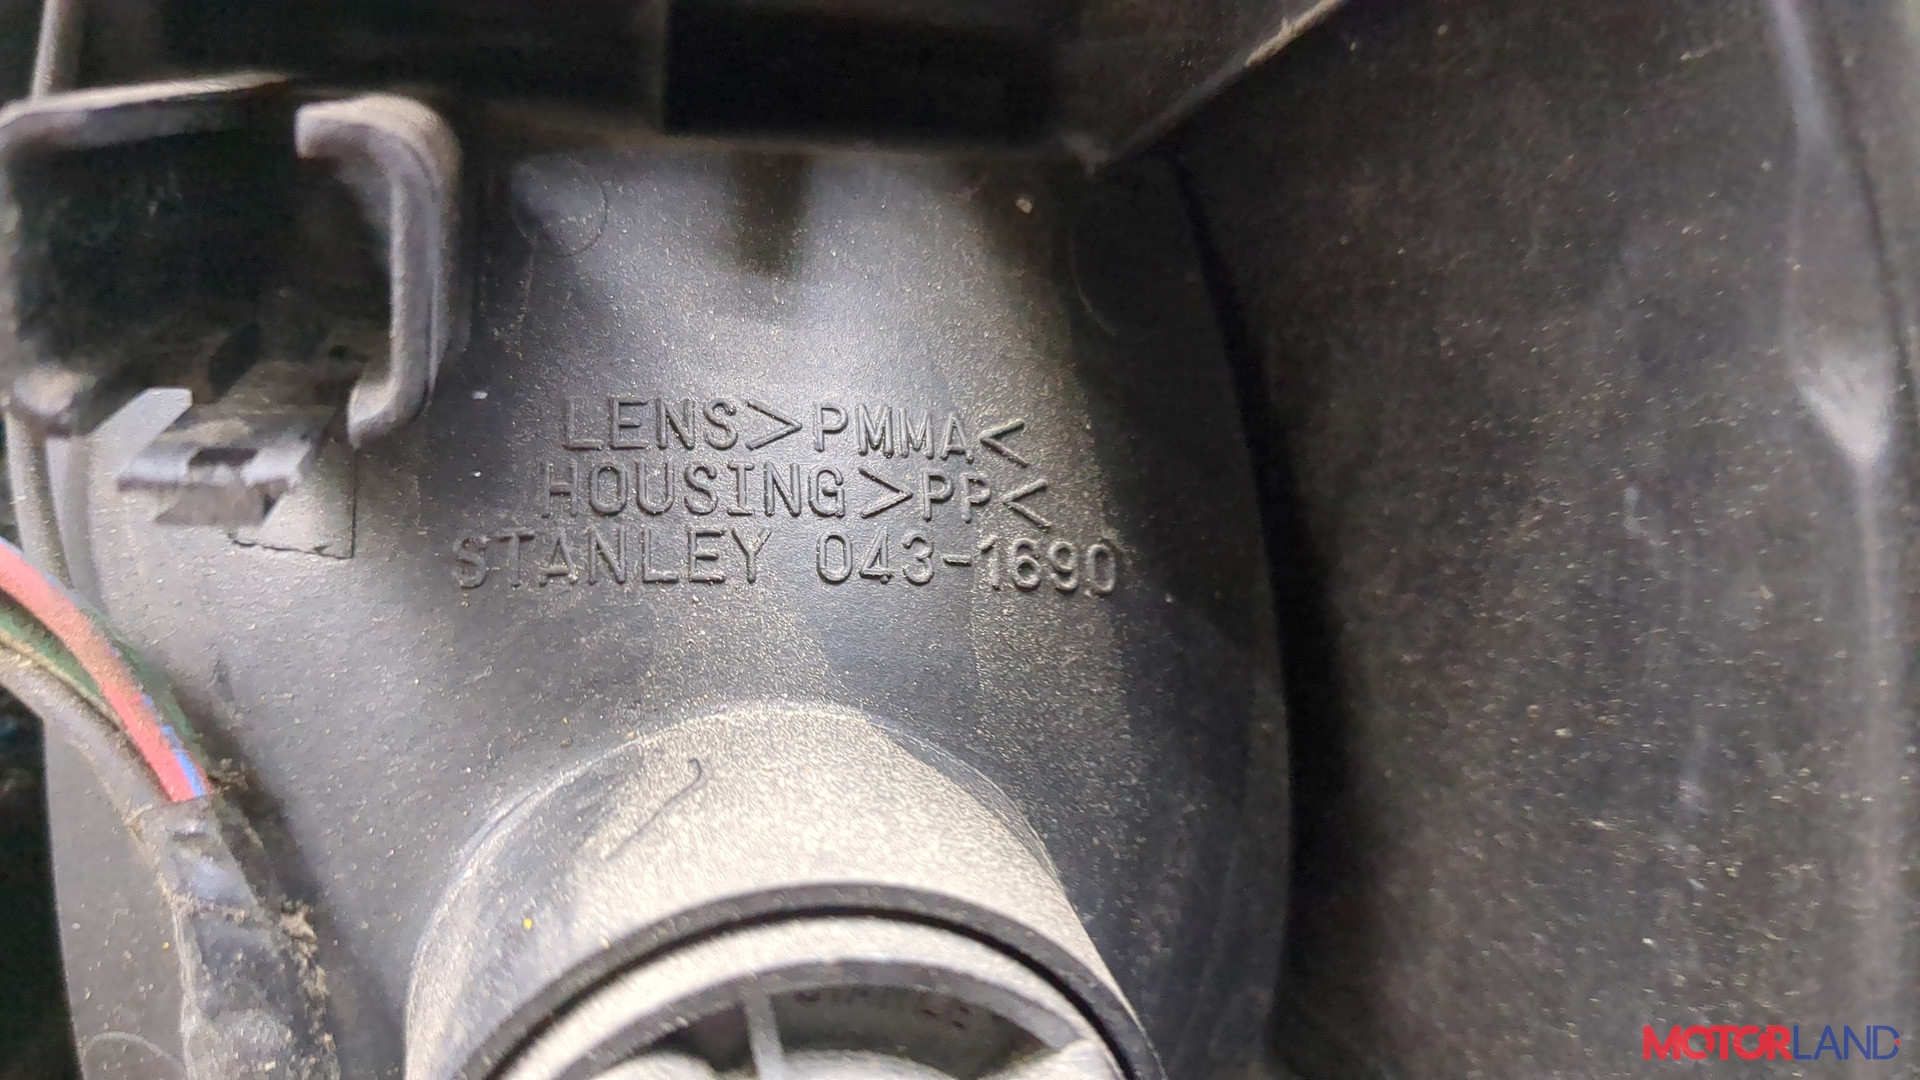 LENS>PMMA<
HOUSING>PP<
STANLEY 043-1690
MOTORLAND